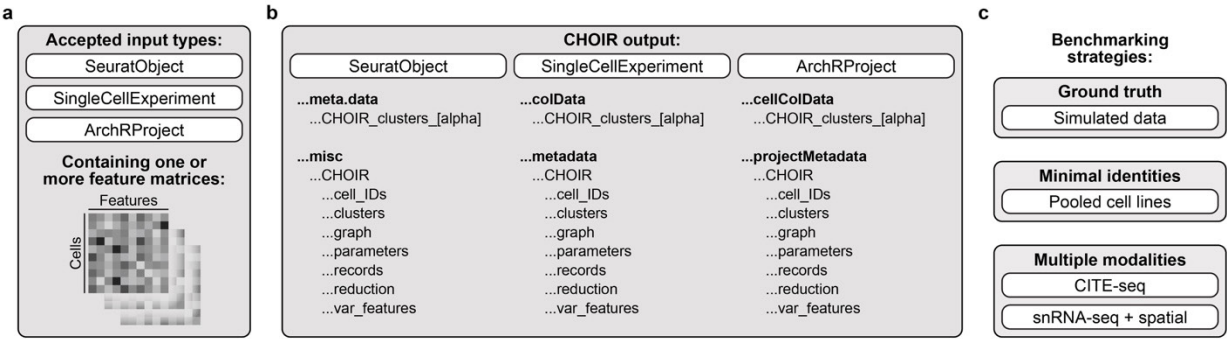 a
Accepted input types:
SeuratObject
SingleCellExperiment
ArchRProject
Containing one or
more feature matrices:
Features
Cells
b
CHOIR output:
SeuratObject
...meta.data
...CHOIR_clusters_[alpha]
...misc
...CHOIR
...cell_IDs
...clusters
...graph
...parameters
...records
...reduction
...var_features
SingleCellExperiment
...colData
...CHOIR_clusters_[alpha]
...metadata
...CHOIR
...cell_IDs
...clusters
...graph
...parameters
...records
...reduction
...var_features
ArchRProject
...cellColData
...CHOIR_clusters_[alpha]
...projectMetadata
...CHOIR
...cell_IDs
...clusters
...graph
...parameters
...records
...reduction
...var_features
c
Benchmarking
strategies:
Ground truth
Simulated data
Minimal identities
Pooled cell lines
Multiple modalities
CITE-seq
snRNA-seq + spatial